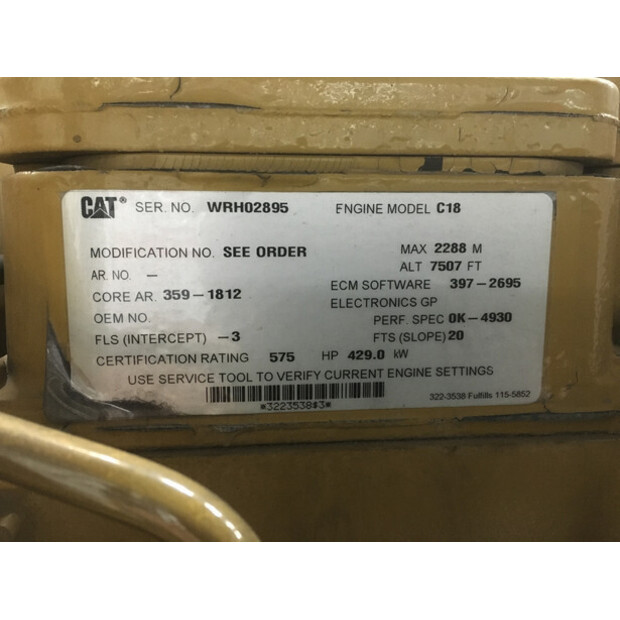 CAT® SER. NO. WRH02895 ENGINE MODEL C18
MODIFICATION NO. SEE ORDER MAX 2288 M
AR. NO. – ALT 7507 FT
CORE AR. 359–1812 ECM SOFTWARE 397–2695
OEM NO. ELECTRONICS GP
FLS (INTERCEPT) –3 PERF. SPEC 0K–4930
FTS (SLOPE) 20
CERTIFICATION RATING 575 HP 429.0 kW
USE SERVICE TOOL TO VERIFY CURRENT ENGINE SETTINGS
*3223538#3*
322-3538 Fulfills 115-5852